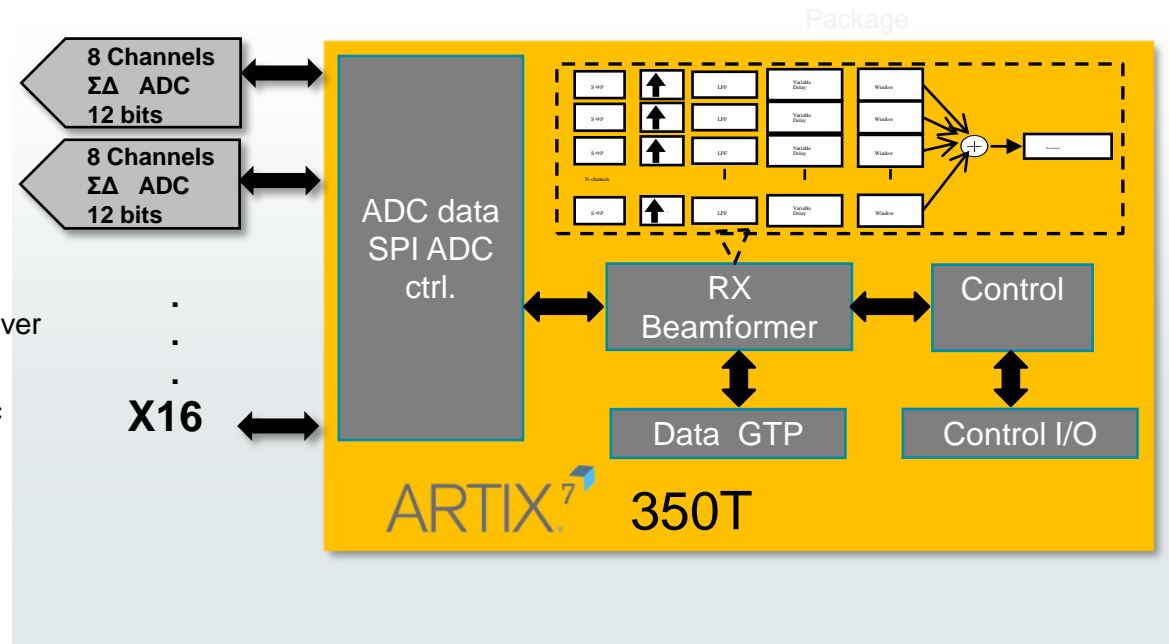 Package
8 Channels
ΣΔ ADC
12 bits
8 Channels
ΣΔ ADC
12 bits
.
.
.
X16
ver
ADC data
SPI ADC
ctrl.
S⇒P
LPF
Variable
Delay
Window
S⇒P
LPF
Variable
Delay
Window
S⇒P
LPF
Variable
Delay
Window
N-channels
S⇒P
LPF
Variable
Delay
Window
+
RX
Beamformer
Control
Data GTP
Control I/O
ARTIX 7
350T